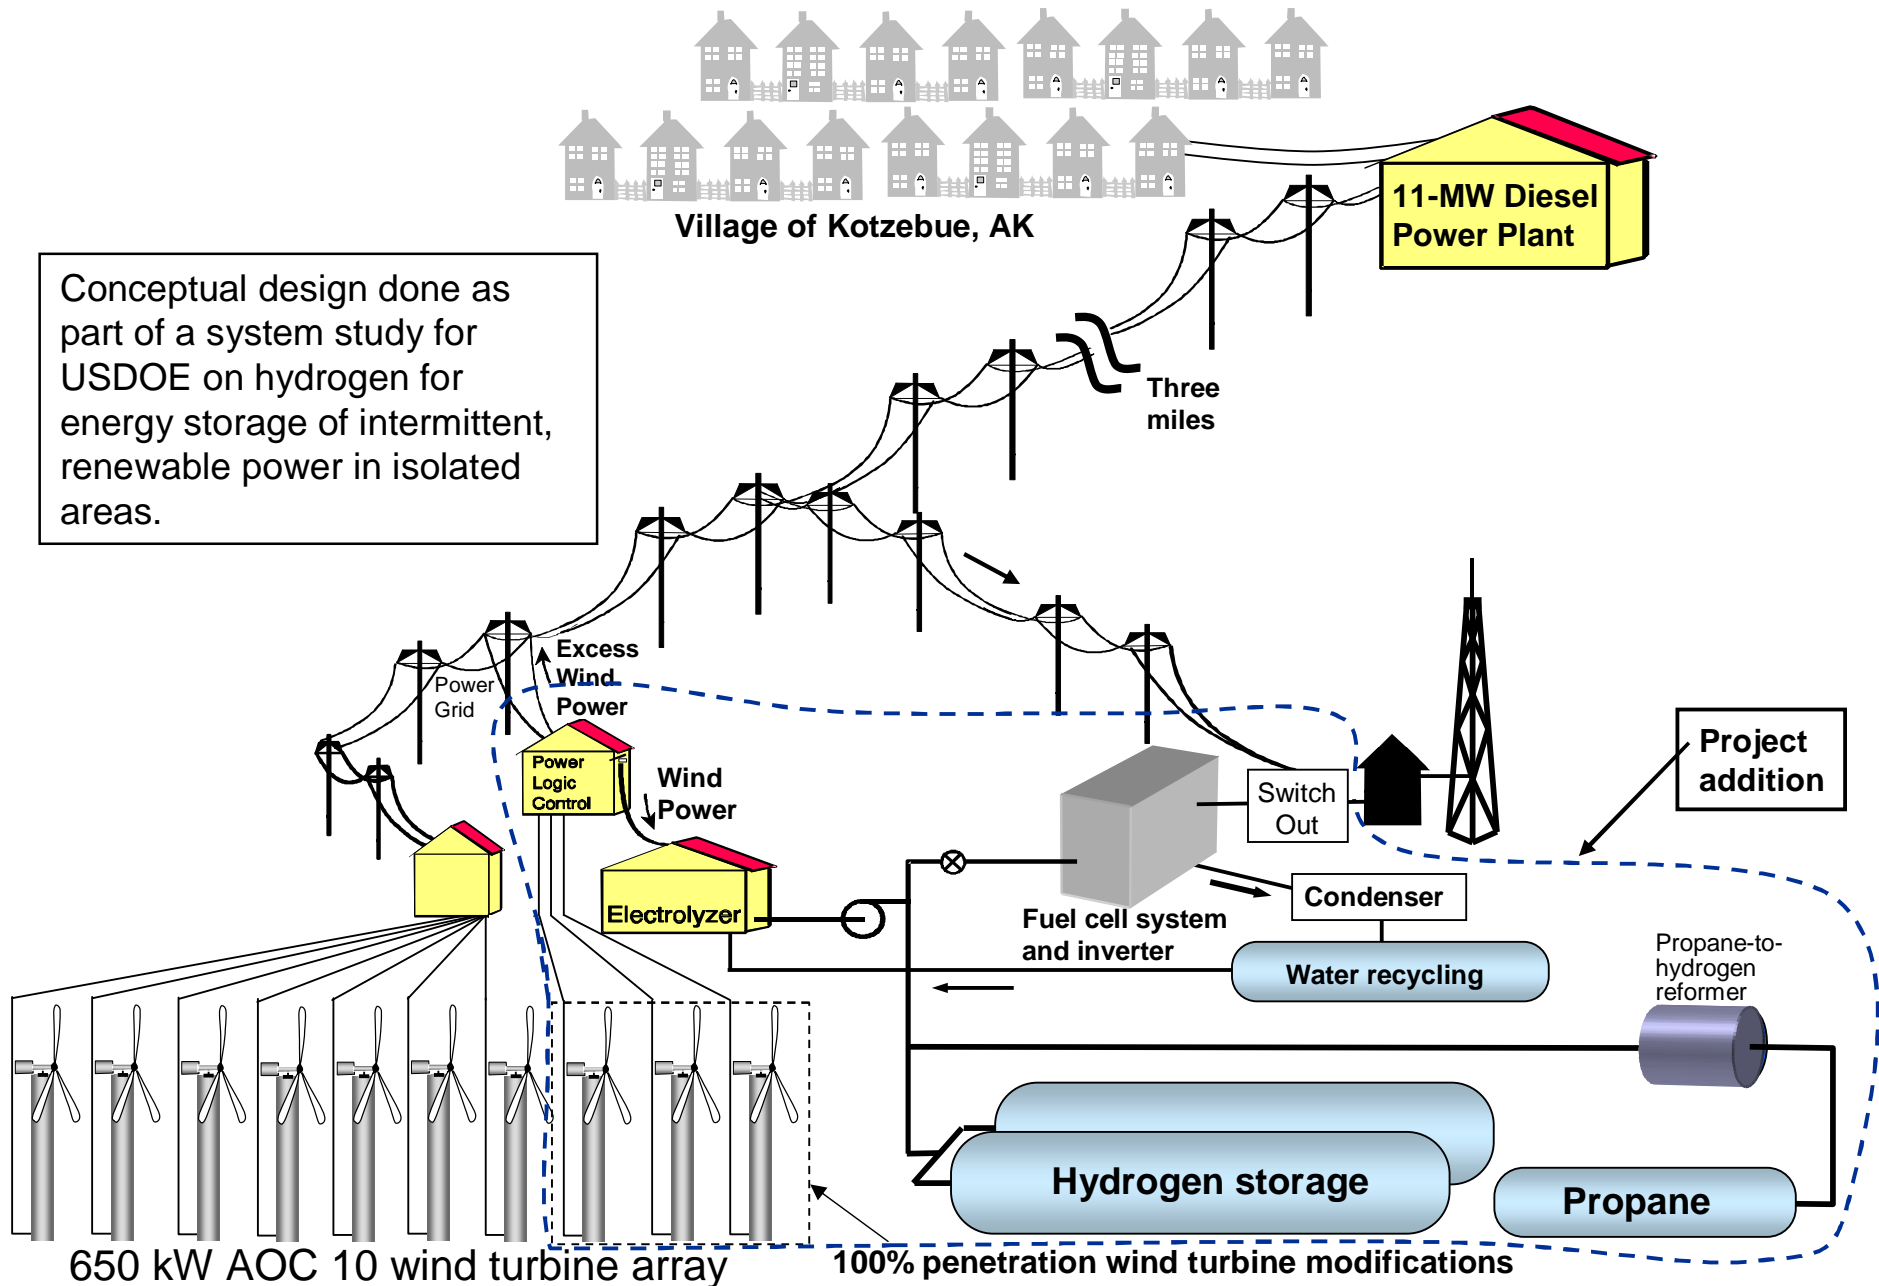 Village of Kotzebue, AK
11-MW Diesel
Power Plant
Conceptual design done as
part of a system study for
USDOE on hydrogen for
energy storage of intermittent,
renewable power in isolated
areas.
Three
miles
Excess
Wind
Power
Power
Grid
Power
Logic
Control
Wind
Power
Switch
Out
Project
addition
Electrolyzer
Condenser
Fuel cell system
and inverter
Water recycling
Propane-to-
hydrogen
reformer
Hydrogen storage
Propane
650 kW AOC 10 wind turbine array
100% penetration wind turbine modifications